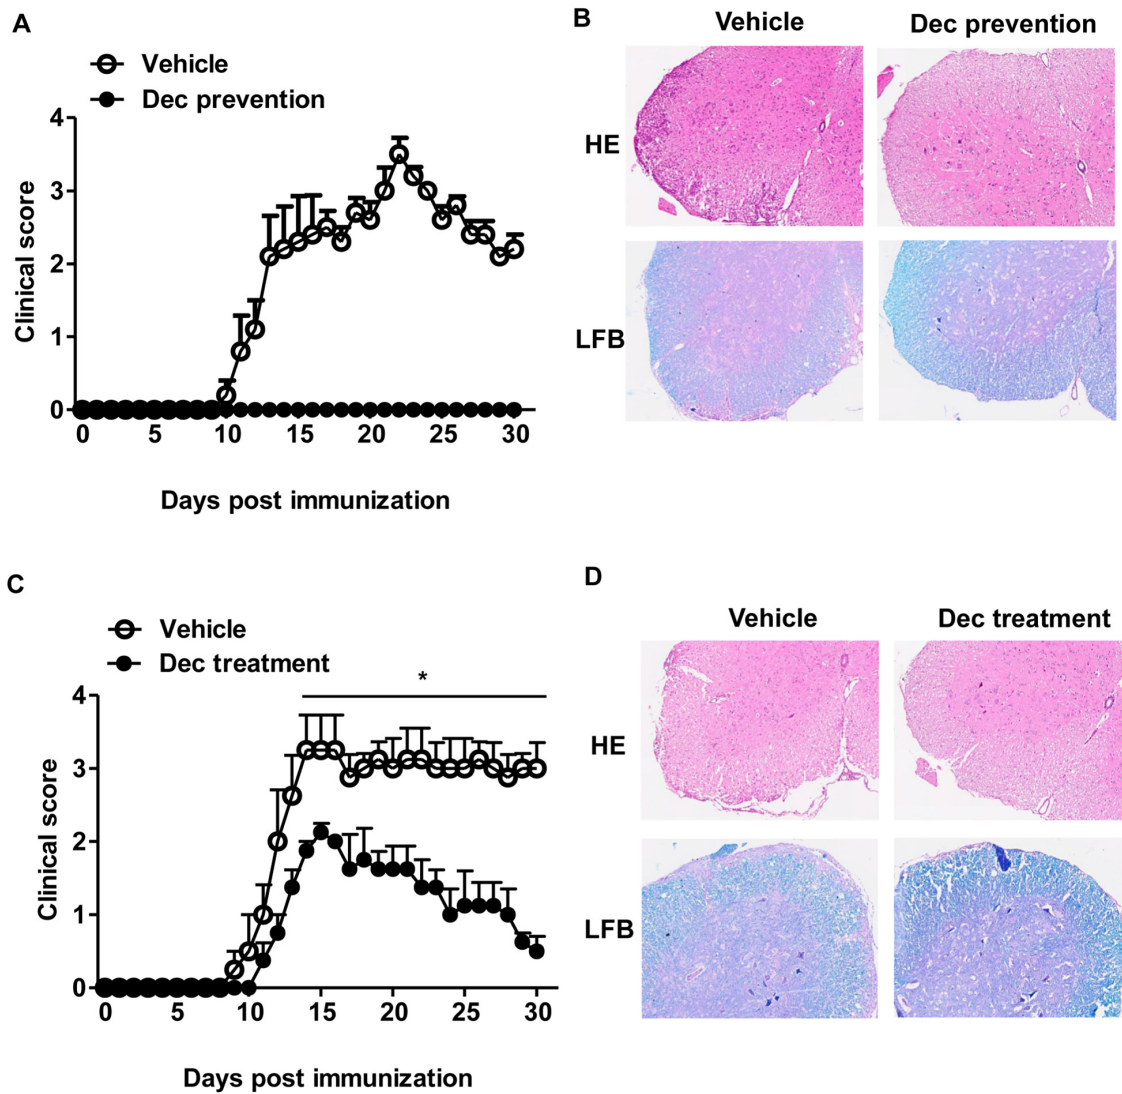 A
Vehicle
Dec prevention
4
3
2
1
0
Clinical score
0 5 10 15 20 25 30
Days post immunization
B
Vehicle Dec prevention
HE
LFB
C
Vehicle
Dec treatment
*
4
3
2
1
0
Clinical score
0 5 10 15 20 25 30
Days post immunization
D
Vehicle Dec treatment
HE
LFB